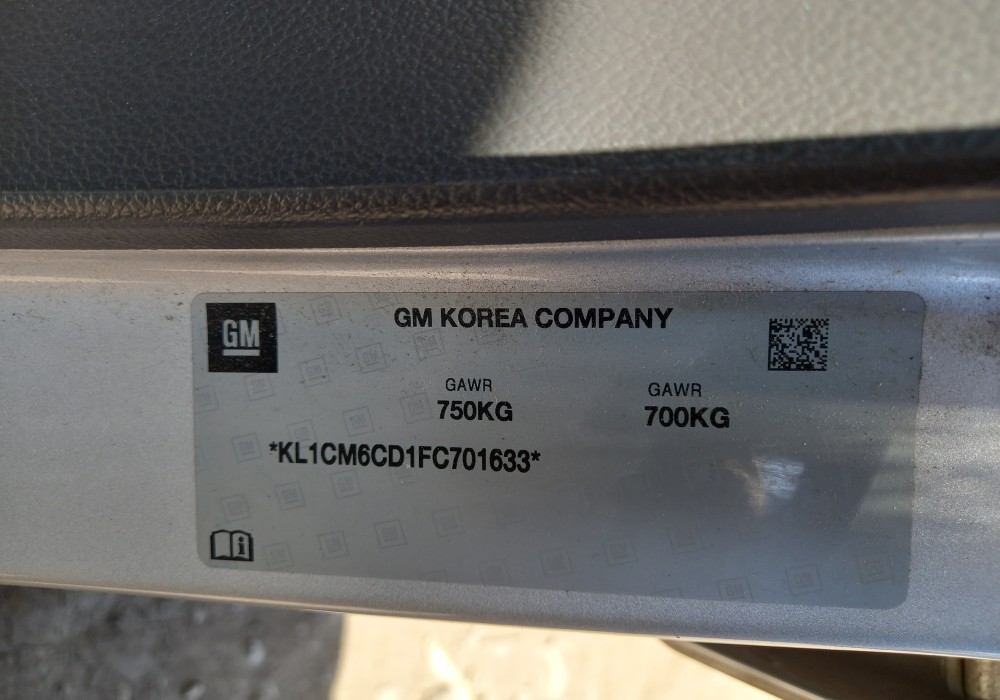 GM
GM KOREA COMPANY
GAWR GAWR
750KG 700KG
*KL1CM6CD1FC701633*
i